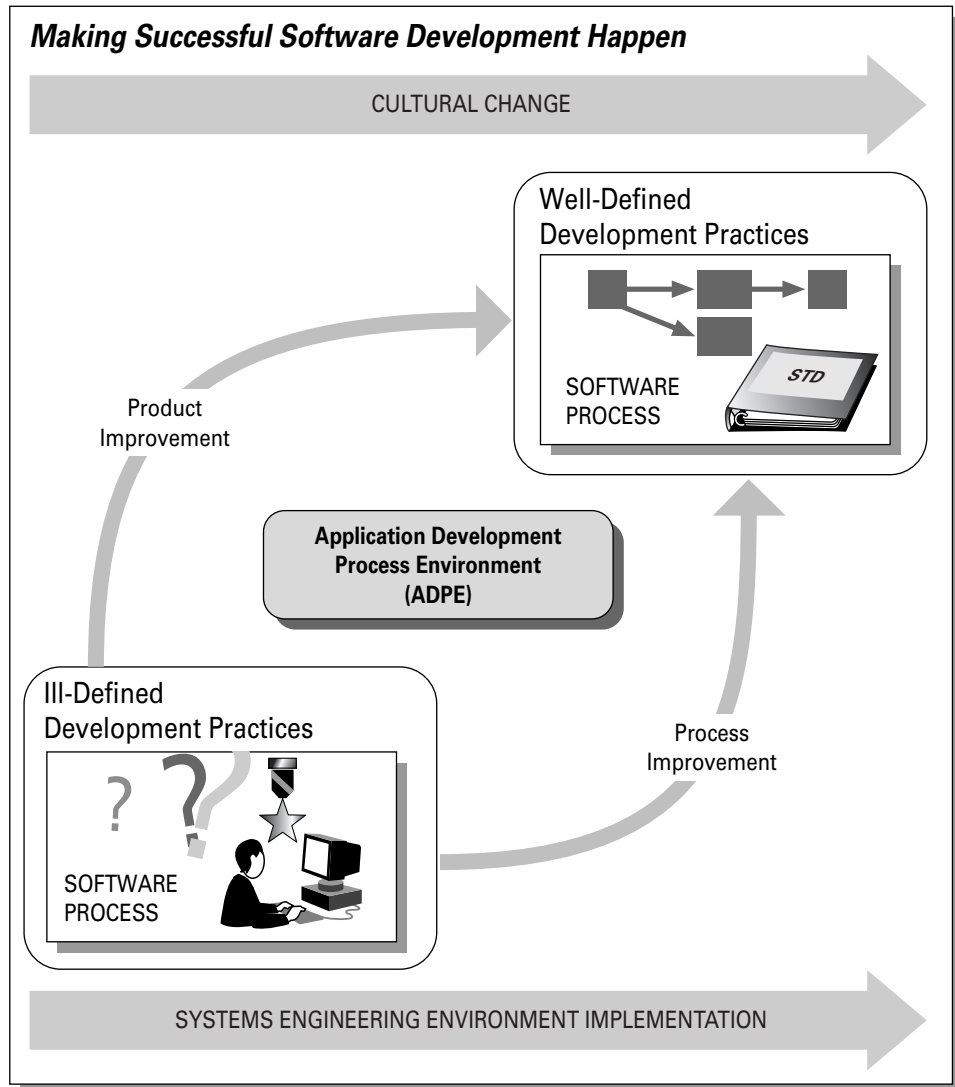 Making Successful Software Development Happen
CULTURAL CHANGE
Well-Defined
Development Practices
STD
SOFTWARE
PROCESS
Product
Improvement
Application Development
Process Environment
(ADPE)
Ill-Defined
Development Practices
? ? ?
SOFTWARE
PROCESS
Process
Improvement
SYSTEMS ENGINEERING ENVIRONMENT IMPLEMENTATION